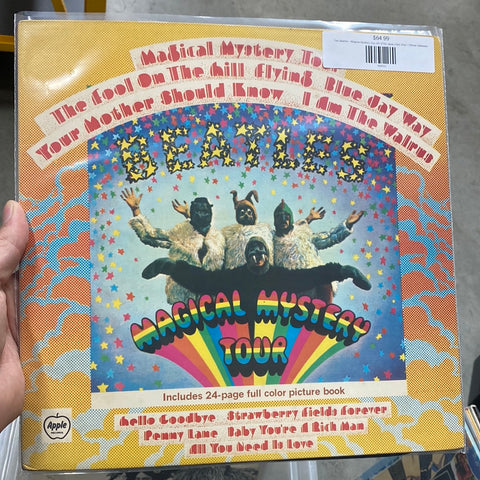 $64.99
Magical Mystery Tour
The Fool On The Hill Flying Blue Jay Way
Your Mother Should Know I Am The Walrus
BEATLES
MAGICAL MYSTERY
TOUR
Includes 24-page full color picture book
Hello Goodbye Strawberry Fields Forever
Penny Lane Baby You're A Rich Man
All You Need Is Love
Apple